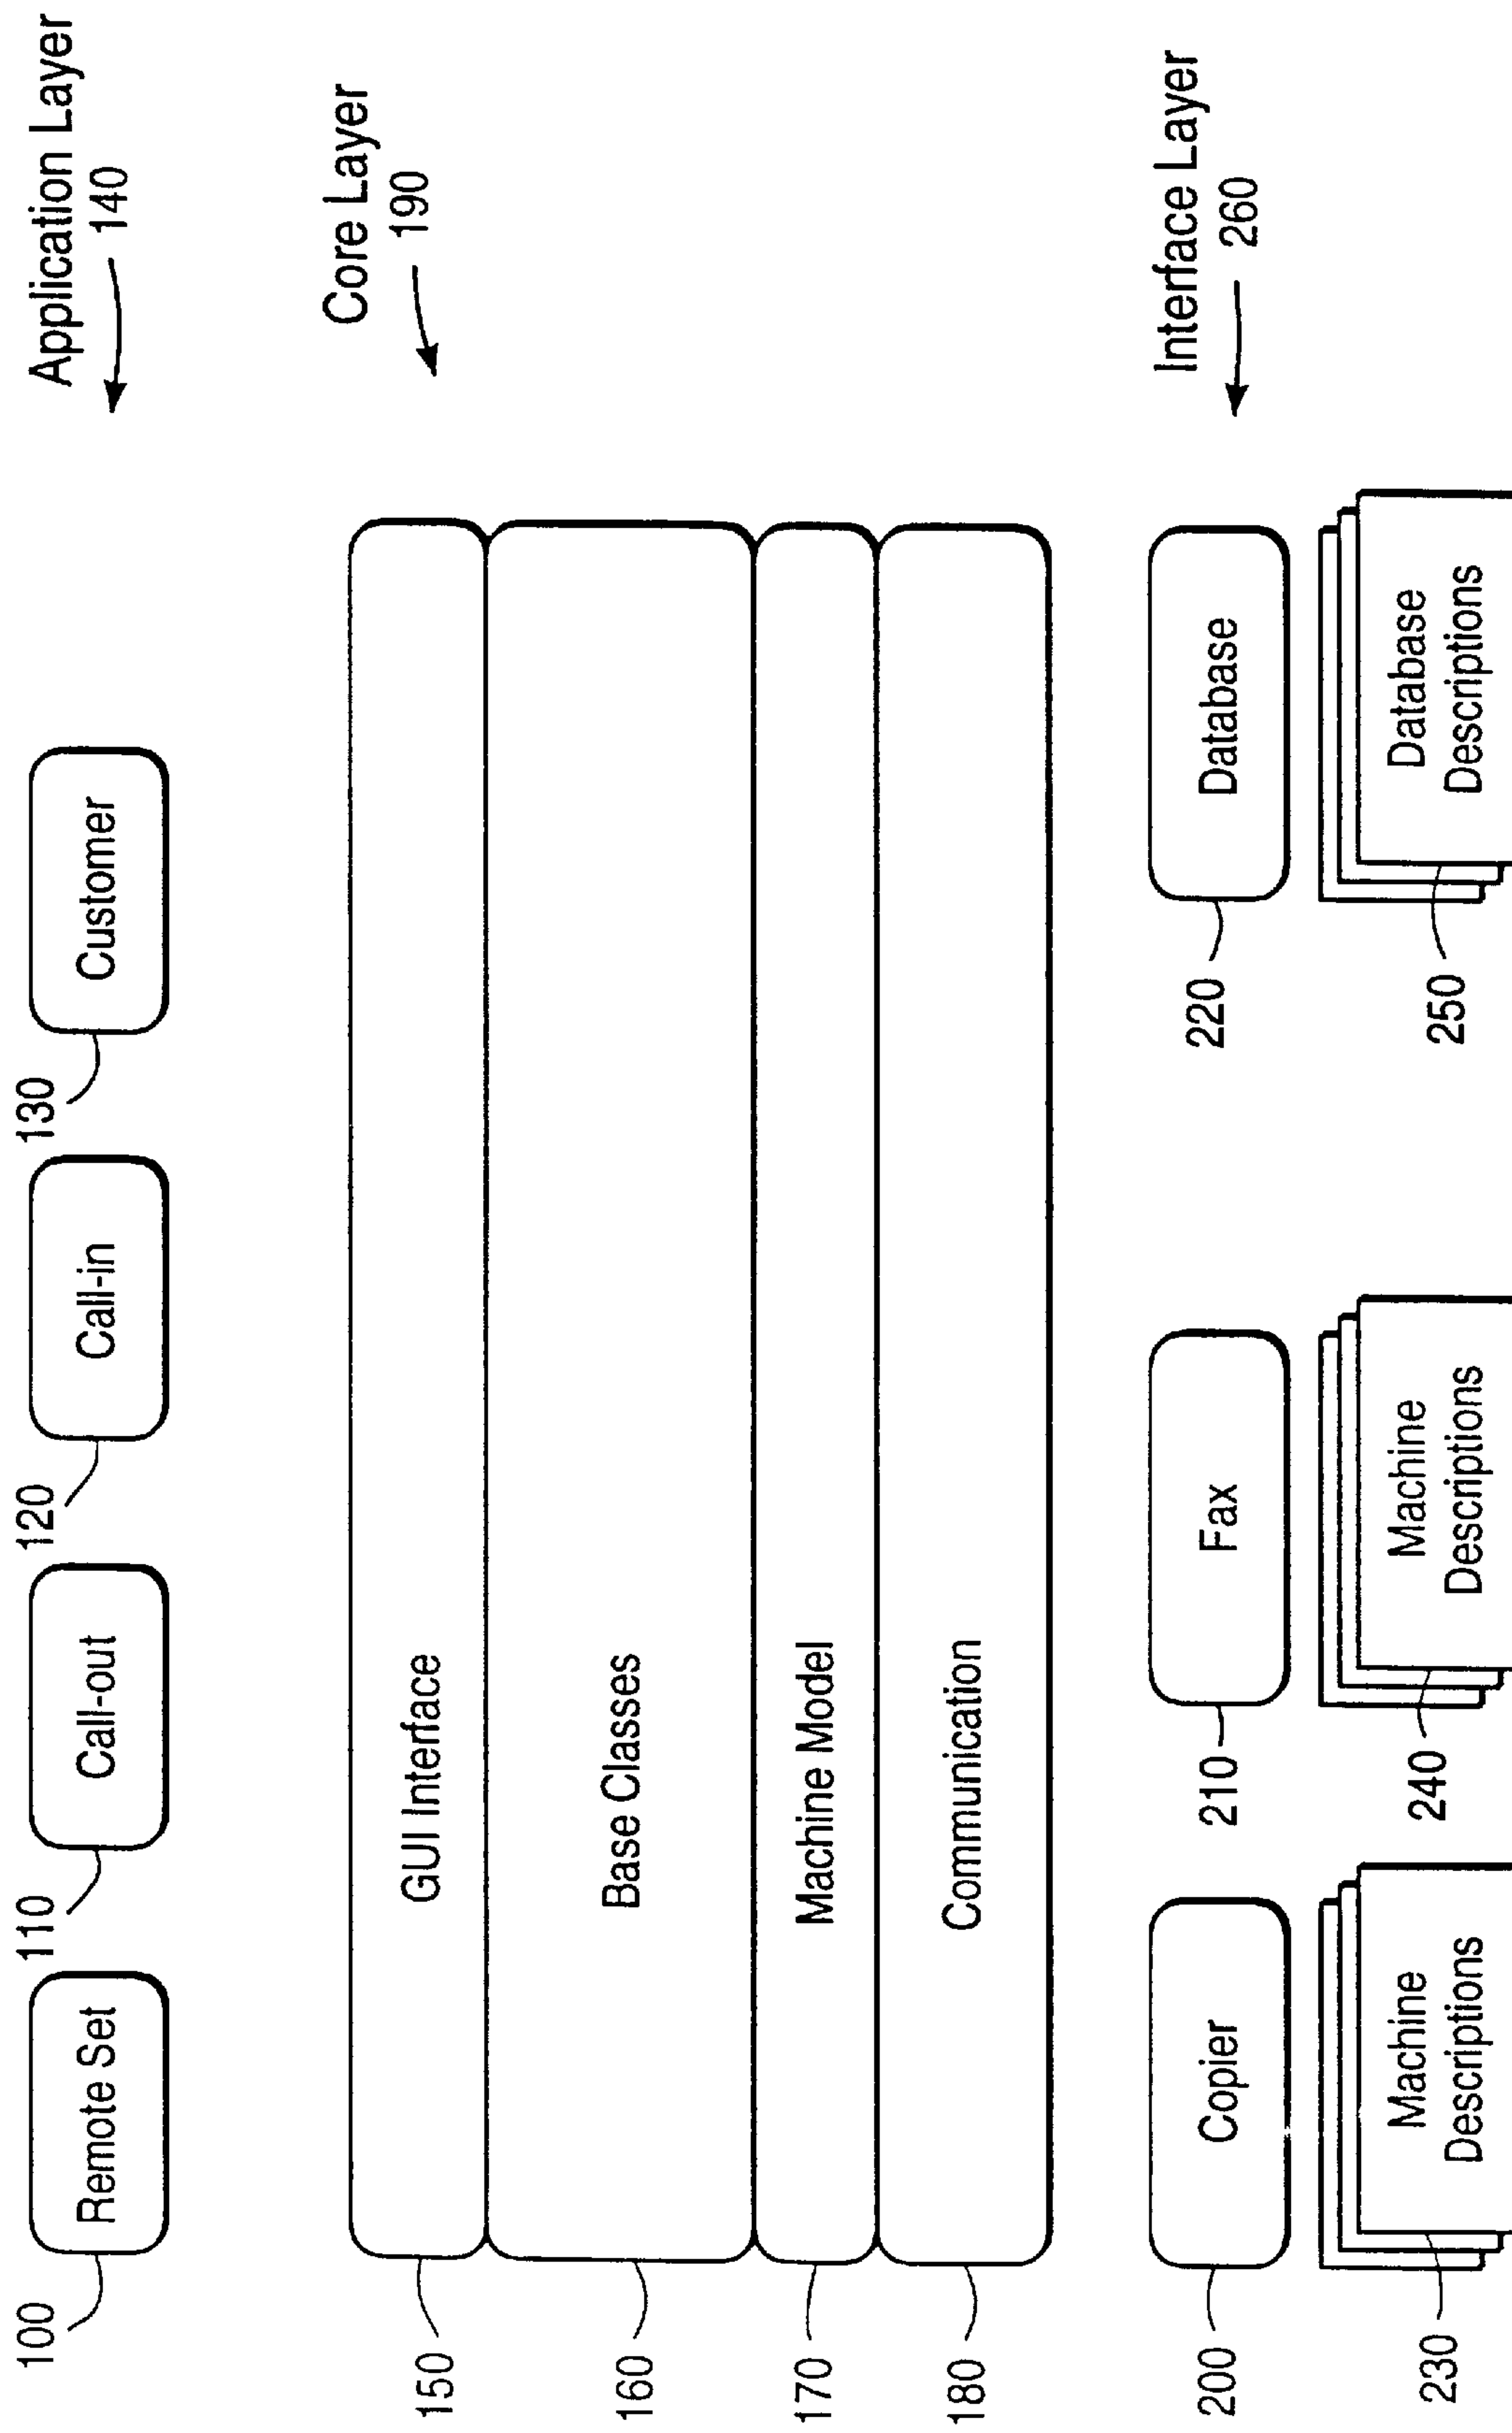 Application Layer
140
100
Remote Set
110
Call-out
120
Call-in
130
Customer
Core Layer
190
150
GUI Interface
160
Base Classes
170
Machine Model
180
Communication
Interface Layer
260
200
Copier
210
Fax
220
Database
230
Machine
Descriptions
240
Machine
Descriptions
250
Database
Descriptions